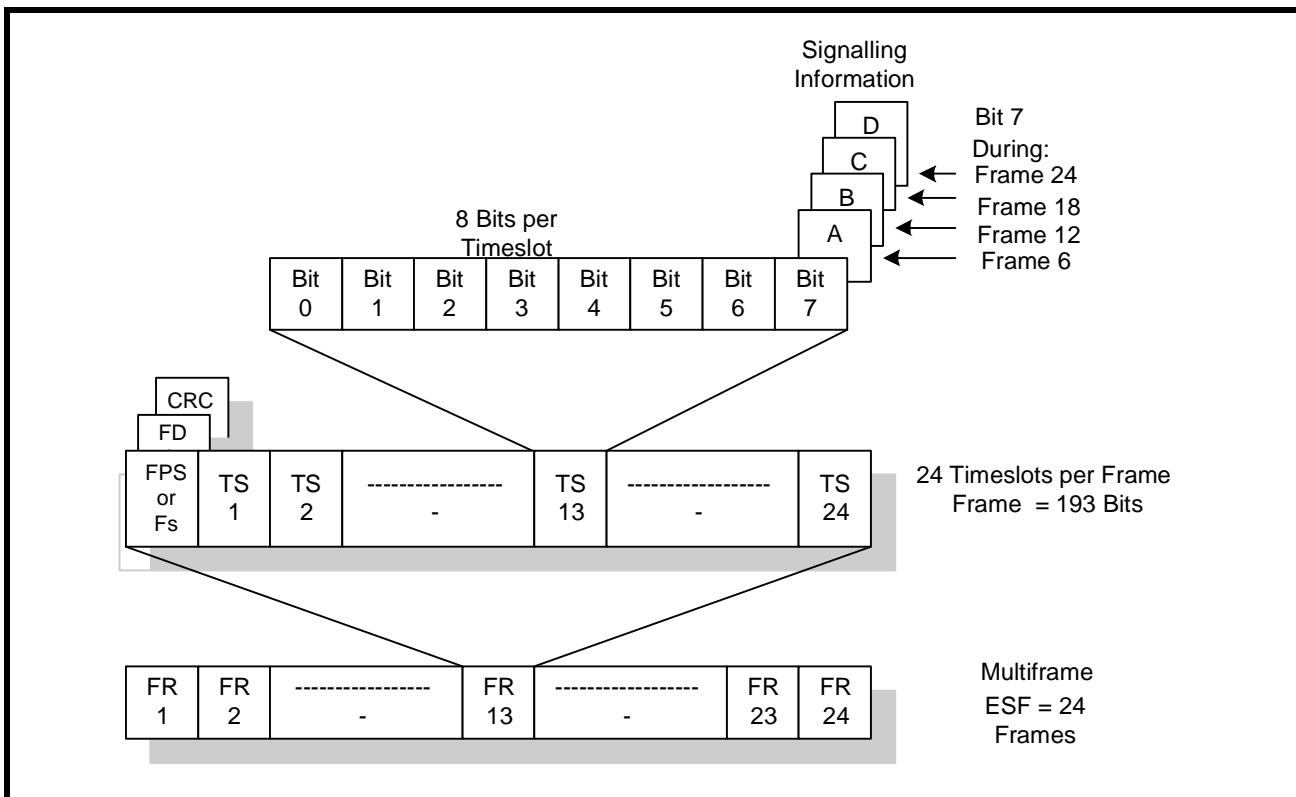 Signalling
Information
D
C
B
A
Bit 7
During:
Frame 24
Frame 18
Frame 12
Frame 6
8 Bits per
Timeslot
Bit 0
Bit 1
Bit 2
Bit 3
Bit 4
Bit 5
Bit 6
Bit 7
CRC
FD
FPS
or
Fs
TS 1
TS 2
-----------------
-
TS 13
------------------
-
TS 24
24 Timeslots per Frame
Frame = 193 Bits
FR 1
FR 2
-----------------
-
FR 13
------------------
-
FR 23
FR 24
Multiframe
ESF = 24
Frames